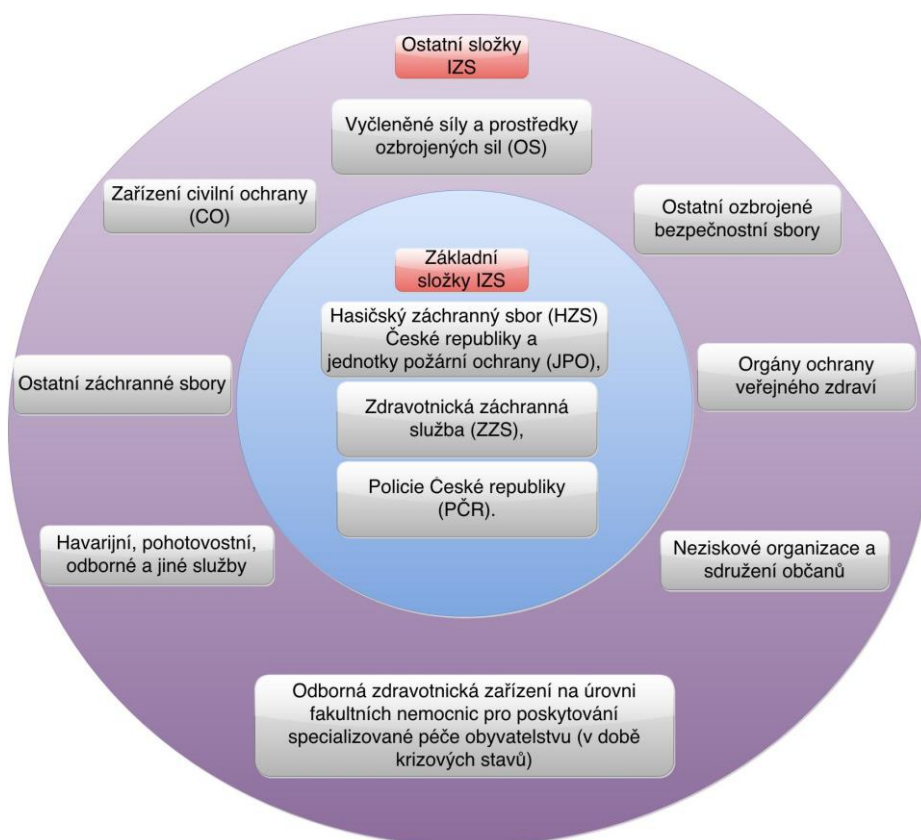 Ostatní složky
IZS
Vyčleněné síly a prostředky
ozbrojených sil (OS)
Zařízení civilní ochrany
(CO)
Ostatní ozbrojené
bezpečnostní sbory
Základní
složky IZS
Hasičský záchranný sbor (HZS)
České republiky a
jednotky požární ochrany (JPO),
Ostatní záchranné sbory
Orgány ochrany
veřejného zdraví
Zdravotnická záchranná
služba (ZZS),
Policie České republiky
(PČR).
Havarijní, pohotovostní,
odborné a jiné služby
Neziskové organizace a
sdružení občanů
Odborná zdravotnická zařízení na úrovni
fakultních nemocnic pro poskytování
specializované péče obyvatelstvu (v době
krizových stavů)